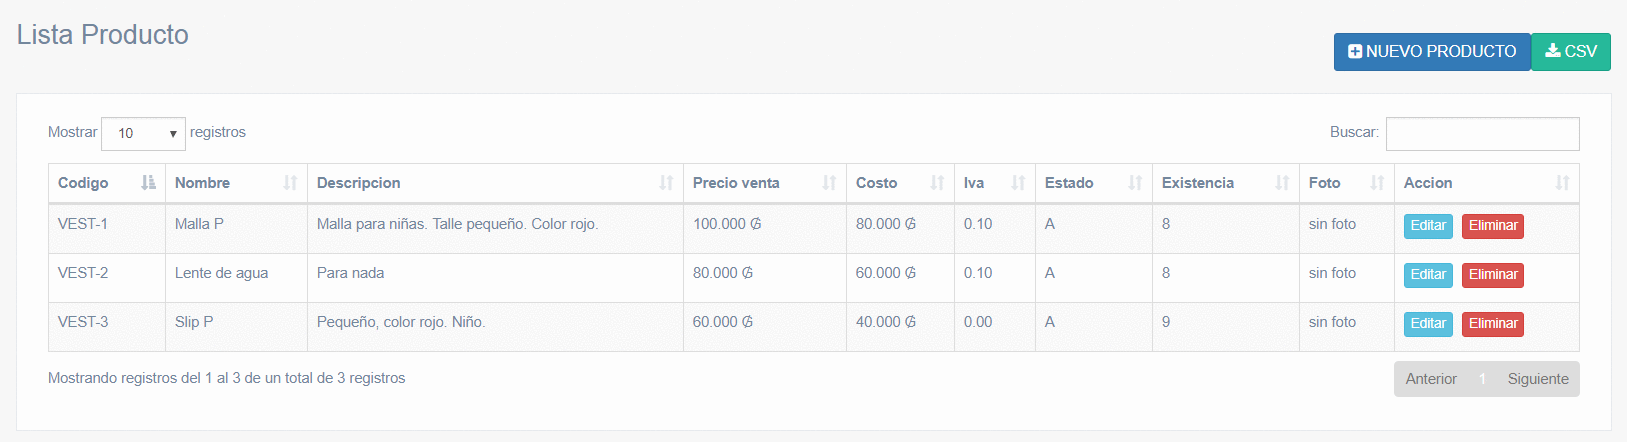 Lista Producto
NUEVO PRODUCTO CSV
Mostrar 10 registros Buscar:
Codigo Nombre Descripcion Precio venta Costo Iva Estado Existencia Foto Accion
VEST-1 Malla P Malla para niñas. Talle pequeño. Color rojo. 100.000 ₲ 80.000 ₲ 0.10 A 8 sin foto Editar Eliminar
VEST-2 Lente de agua Para nada 80.000 ₲ 60.000 ₲ 0.10 A 8 sin foto Editar Eliminar
VEST-3 Slip P Pequeño, color rojo. Niño. 60.000 ₲ 40.000 ₲ 0.00 A 9 sin foto Editar Eliminar
Mostrando registros del 1 al 3 de un total de 3 registros Anterior 1 Siguiente